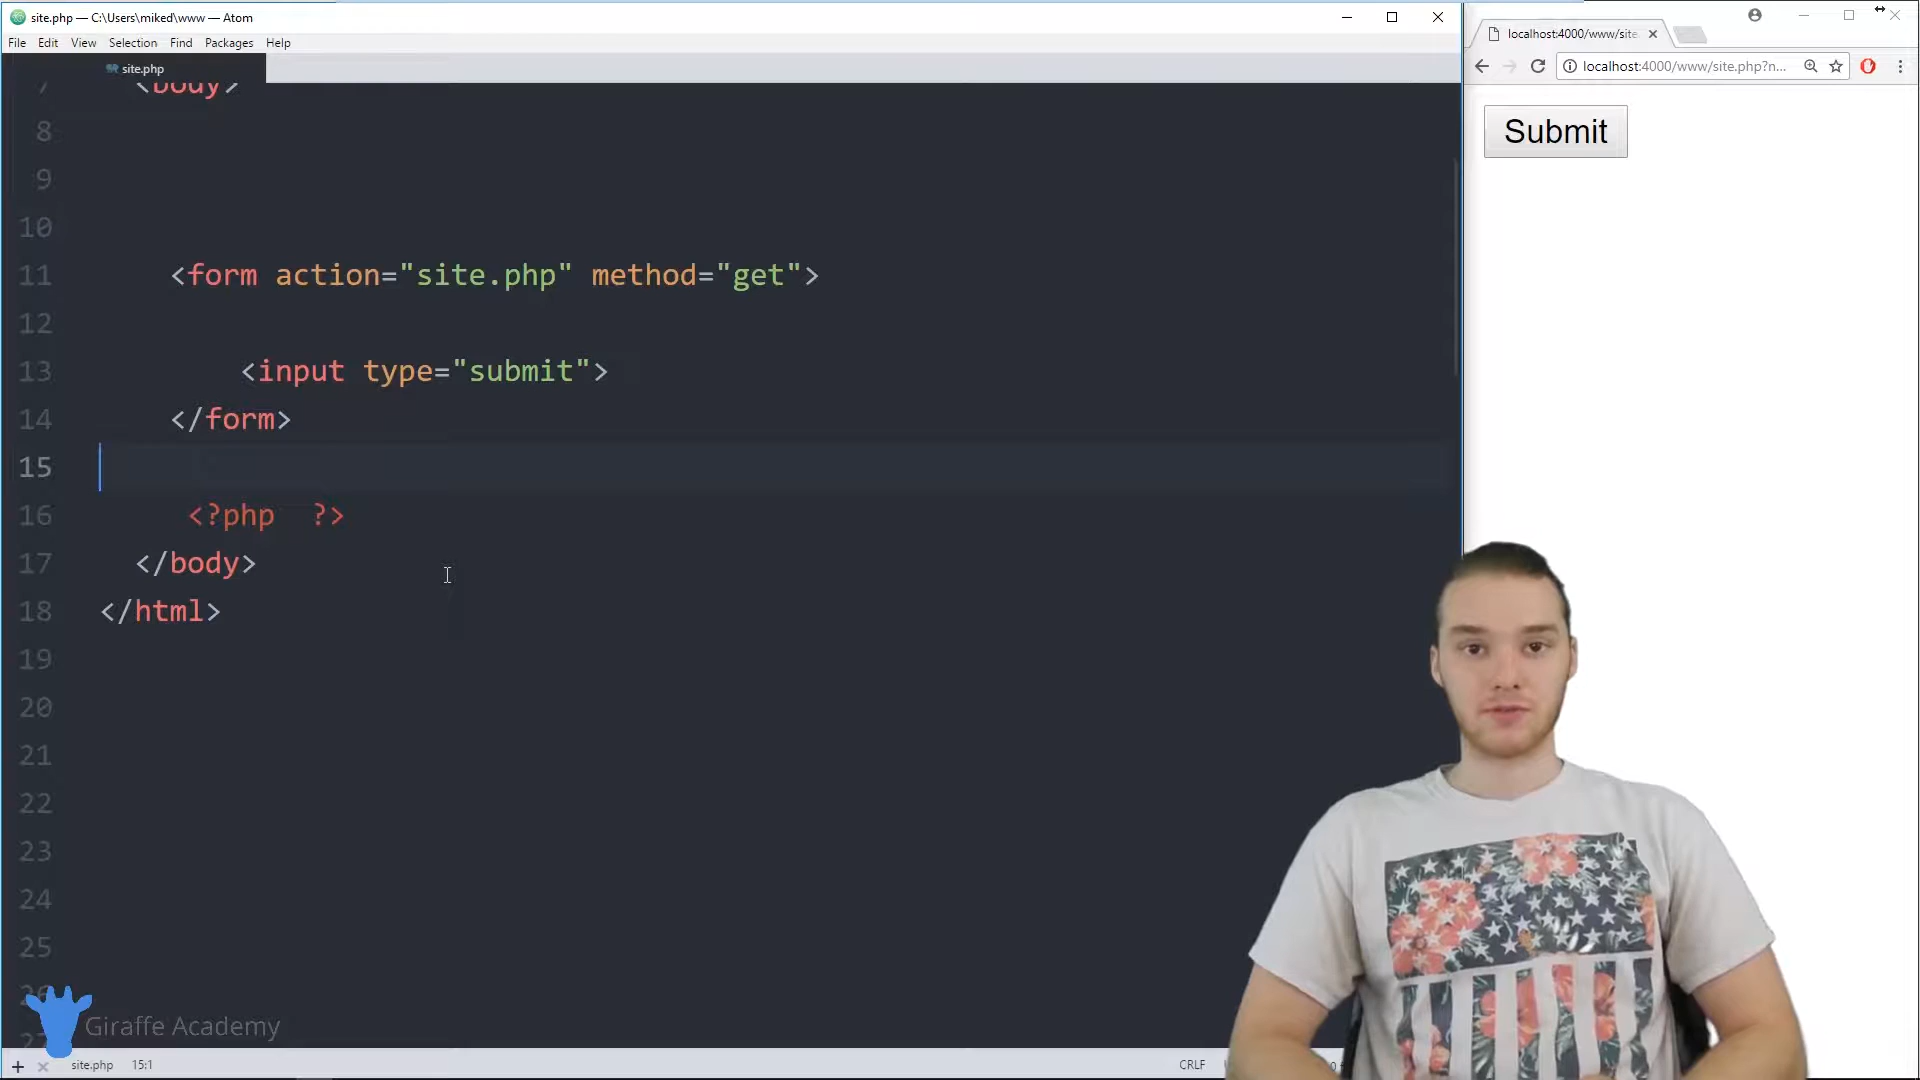 site.php — C:\Users\miked\www — Atom
File Edit View Selection Find Packages Help
site.php
localhost:4000/www/site
localhost:4000/www/site.php?n...
Submit
7 <body>
8
9
10
11 <form action="site.php" method="get">
12
13 <input type="submit">
14 </form>
15
16 <?php ?>
17 </body>
18 </html>
19
20
21
22
23
24
25
Giraffe Academy
site.php 15:1 CRLF